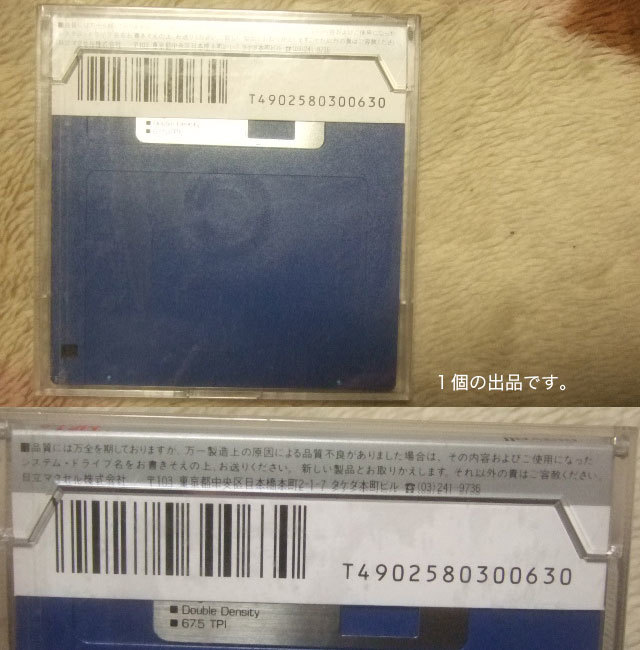 T4902580300630
1個の出品です。
■品質には万全を期しておりますが、万一製造上の原因による品質不良がありました場合は、その内容およびご使用になった
システム・ドライブ名をお書きそえの上、お送りください。新しい製品とお取りかえします。それ以外の責はご容赦ください。
日立マクセル株式会社 〒103 東京都中央区日本橋本町2-1-7 タケダ本町ビル ☎(03)241-9736
T4902580300630
■ Double Density
■ 67.5 TPI